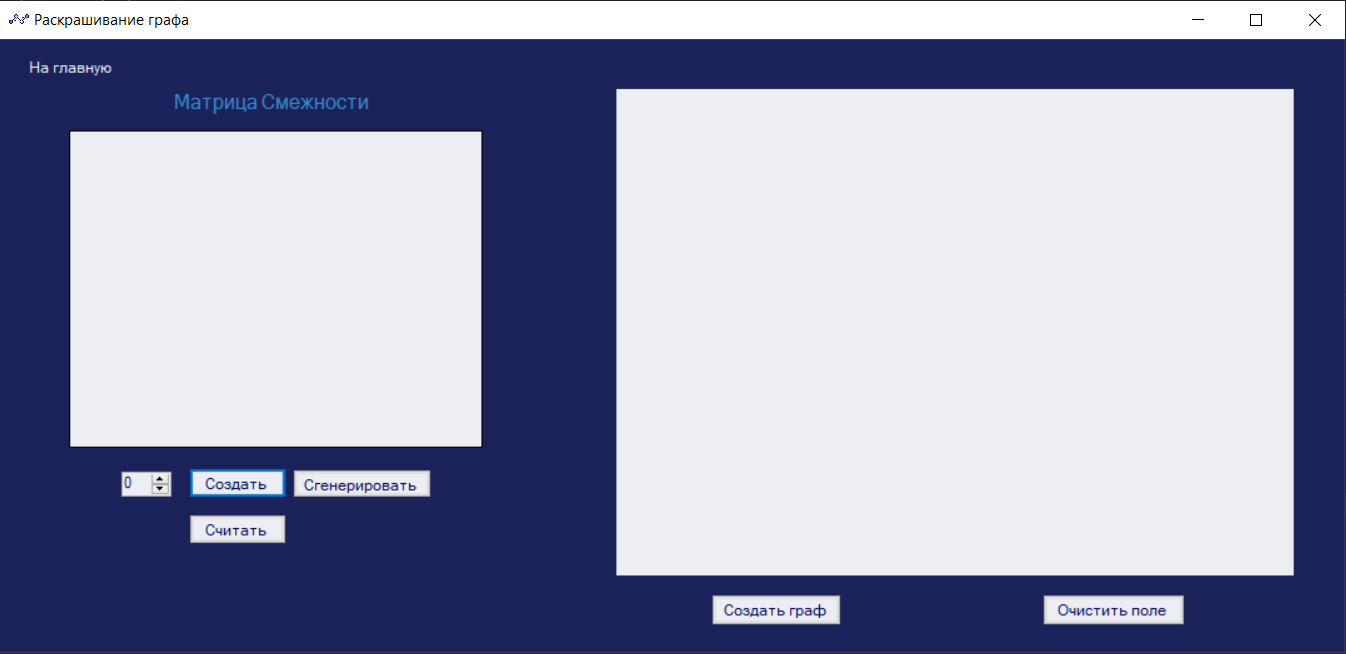 Раскрашивание графа
На главную
Матрица Смежности
0
Создать
Сгенерировать
Считать
Создать граф
Очистить поле